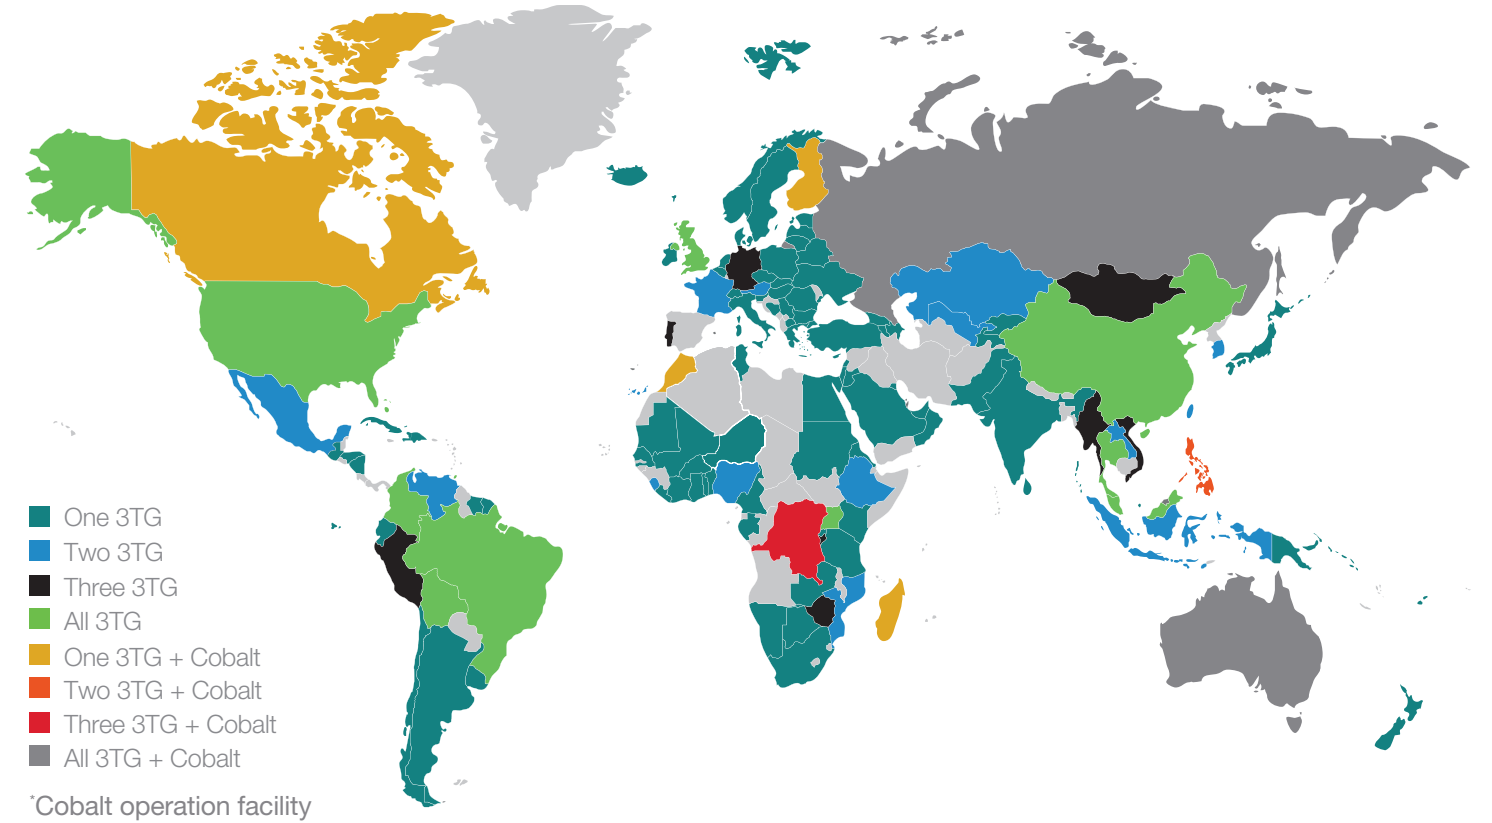 One 3TG
Two 3TG
Three 3TG
All 3TG
One 3TG + Cobalt
Two 3TG + Cobalt
Three 3TG + Cobalt
All 3TG + Cobalt
*Cobalt operation facility